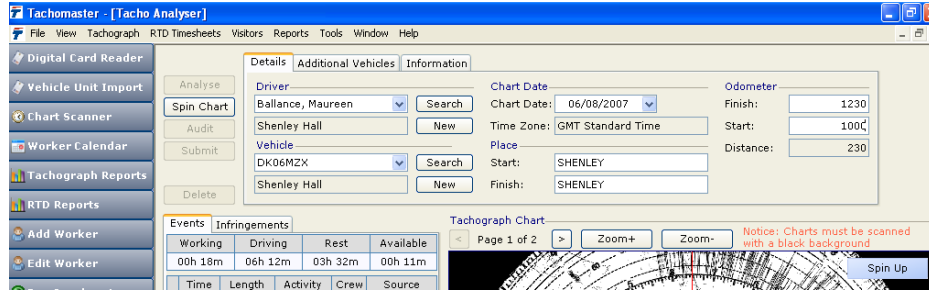 Tachomaster - [Tacho Analyser]
File View Tachograph RTD Timesheets Visitors Reports Tools Window Help
Digital Card Reader
Vehicle Unit Import
Chart Scanner
Worker Calendar
Tachograph Reports
RTD Reports
Add Worker
Edit Worker
Analyse
Spin Chart
Audit
Submit
Delete
Details Additional Vehicles Information
Driver
Ballance, Maureen Search
Shenley Hall New
Vehicle
DK06MZX Search
Shenley Hall New
Chart Date
Chart Date: 06/08/2007
Time Zone: GMT Standard Time
Place
Start: SHENLEY
Finish: SHENLEY
Odometer
Finish: 1230
Start: 1000
Distance: 230
Events Infringements
Working Driving Rest Available
00h 18m 06h 12m 03h 32m 00h 11m
Time Length Activity Crew Source
Tachograph Chart
< Page 1 of 2 > Zoom+ Zoom-
Notice: Charts must be scanned
with a black background
Spin Up